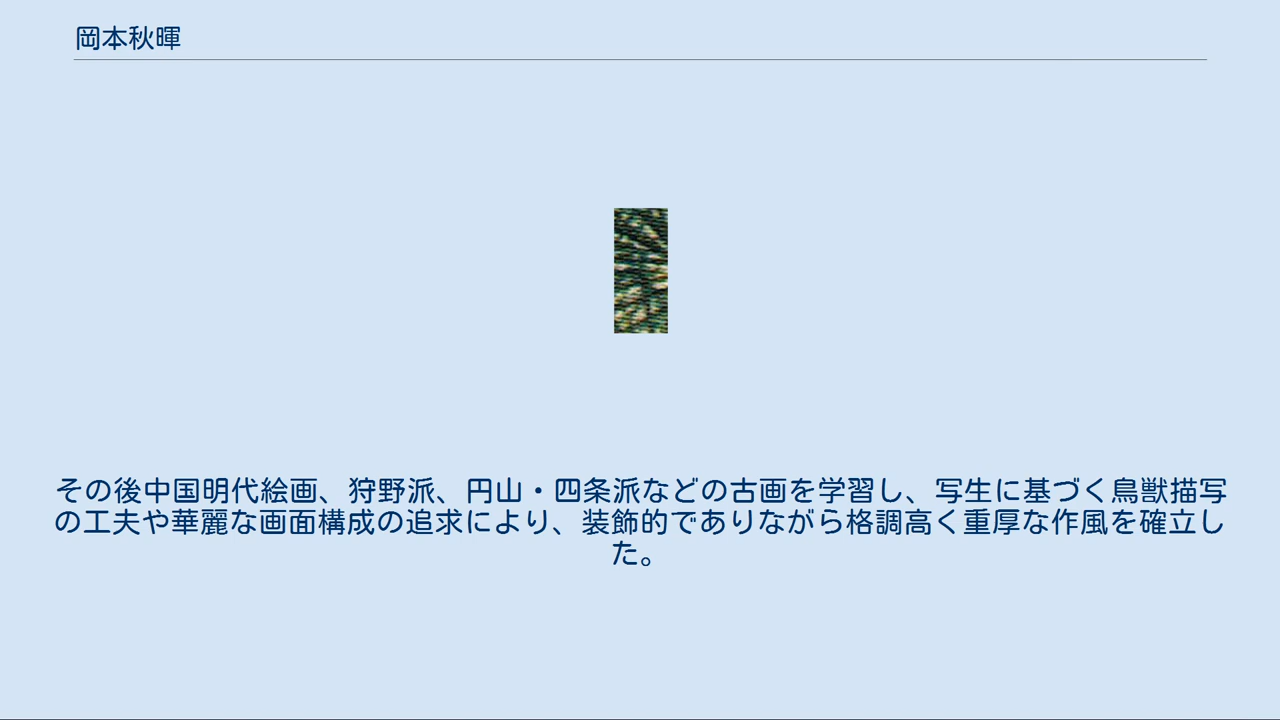 岡本秋暉
その後中国明代絵画、狩野派、円山・四条派などの古画を学習し、写生に基づく鳥獣描写
の工夫や華麗な画面構成の追求により、装飾的でありながら格調高く重厚な作風を確立し
た。